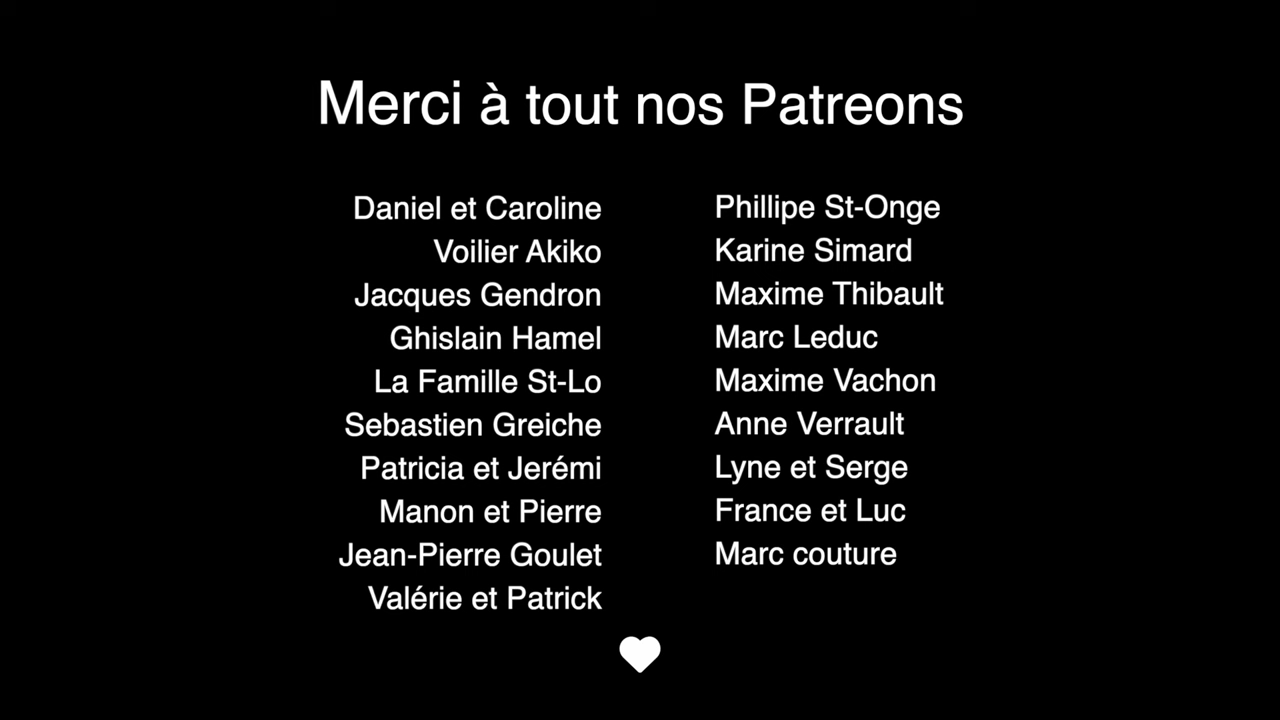 Merci à tout nos Patreons
Daniel et Caroline
Voilier Akiko
Jacques Gendron
Ghislain Hamel
La Famille St-Lo
Sebastien Greiche
Patricia et Jerémi
Manon et Pierre
Jean-Pierre Goulet
Valérie et Patrick
Phillipe St-Onge
Karine Simard
Maxime Thibault
Marc Leduc
Maxime Vachon
Anne Verrault
Lyne et Serge
France et Luc
Marc couture